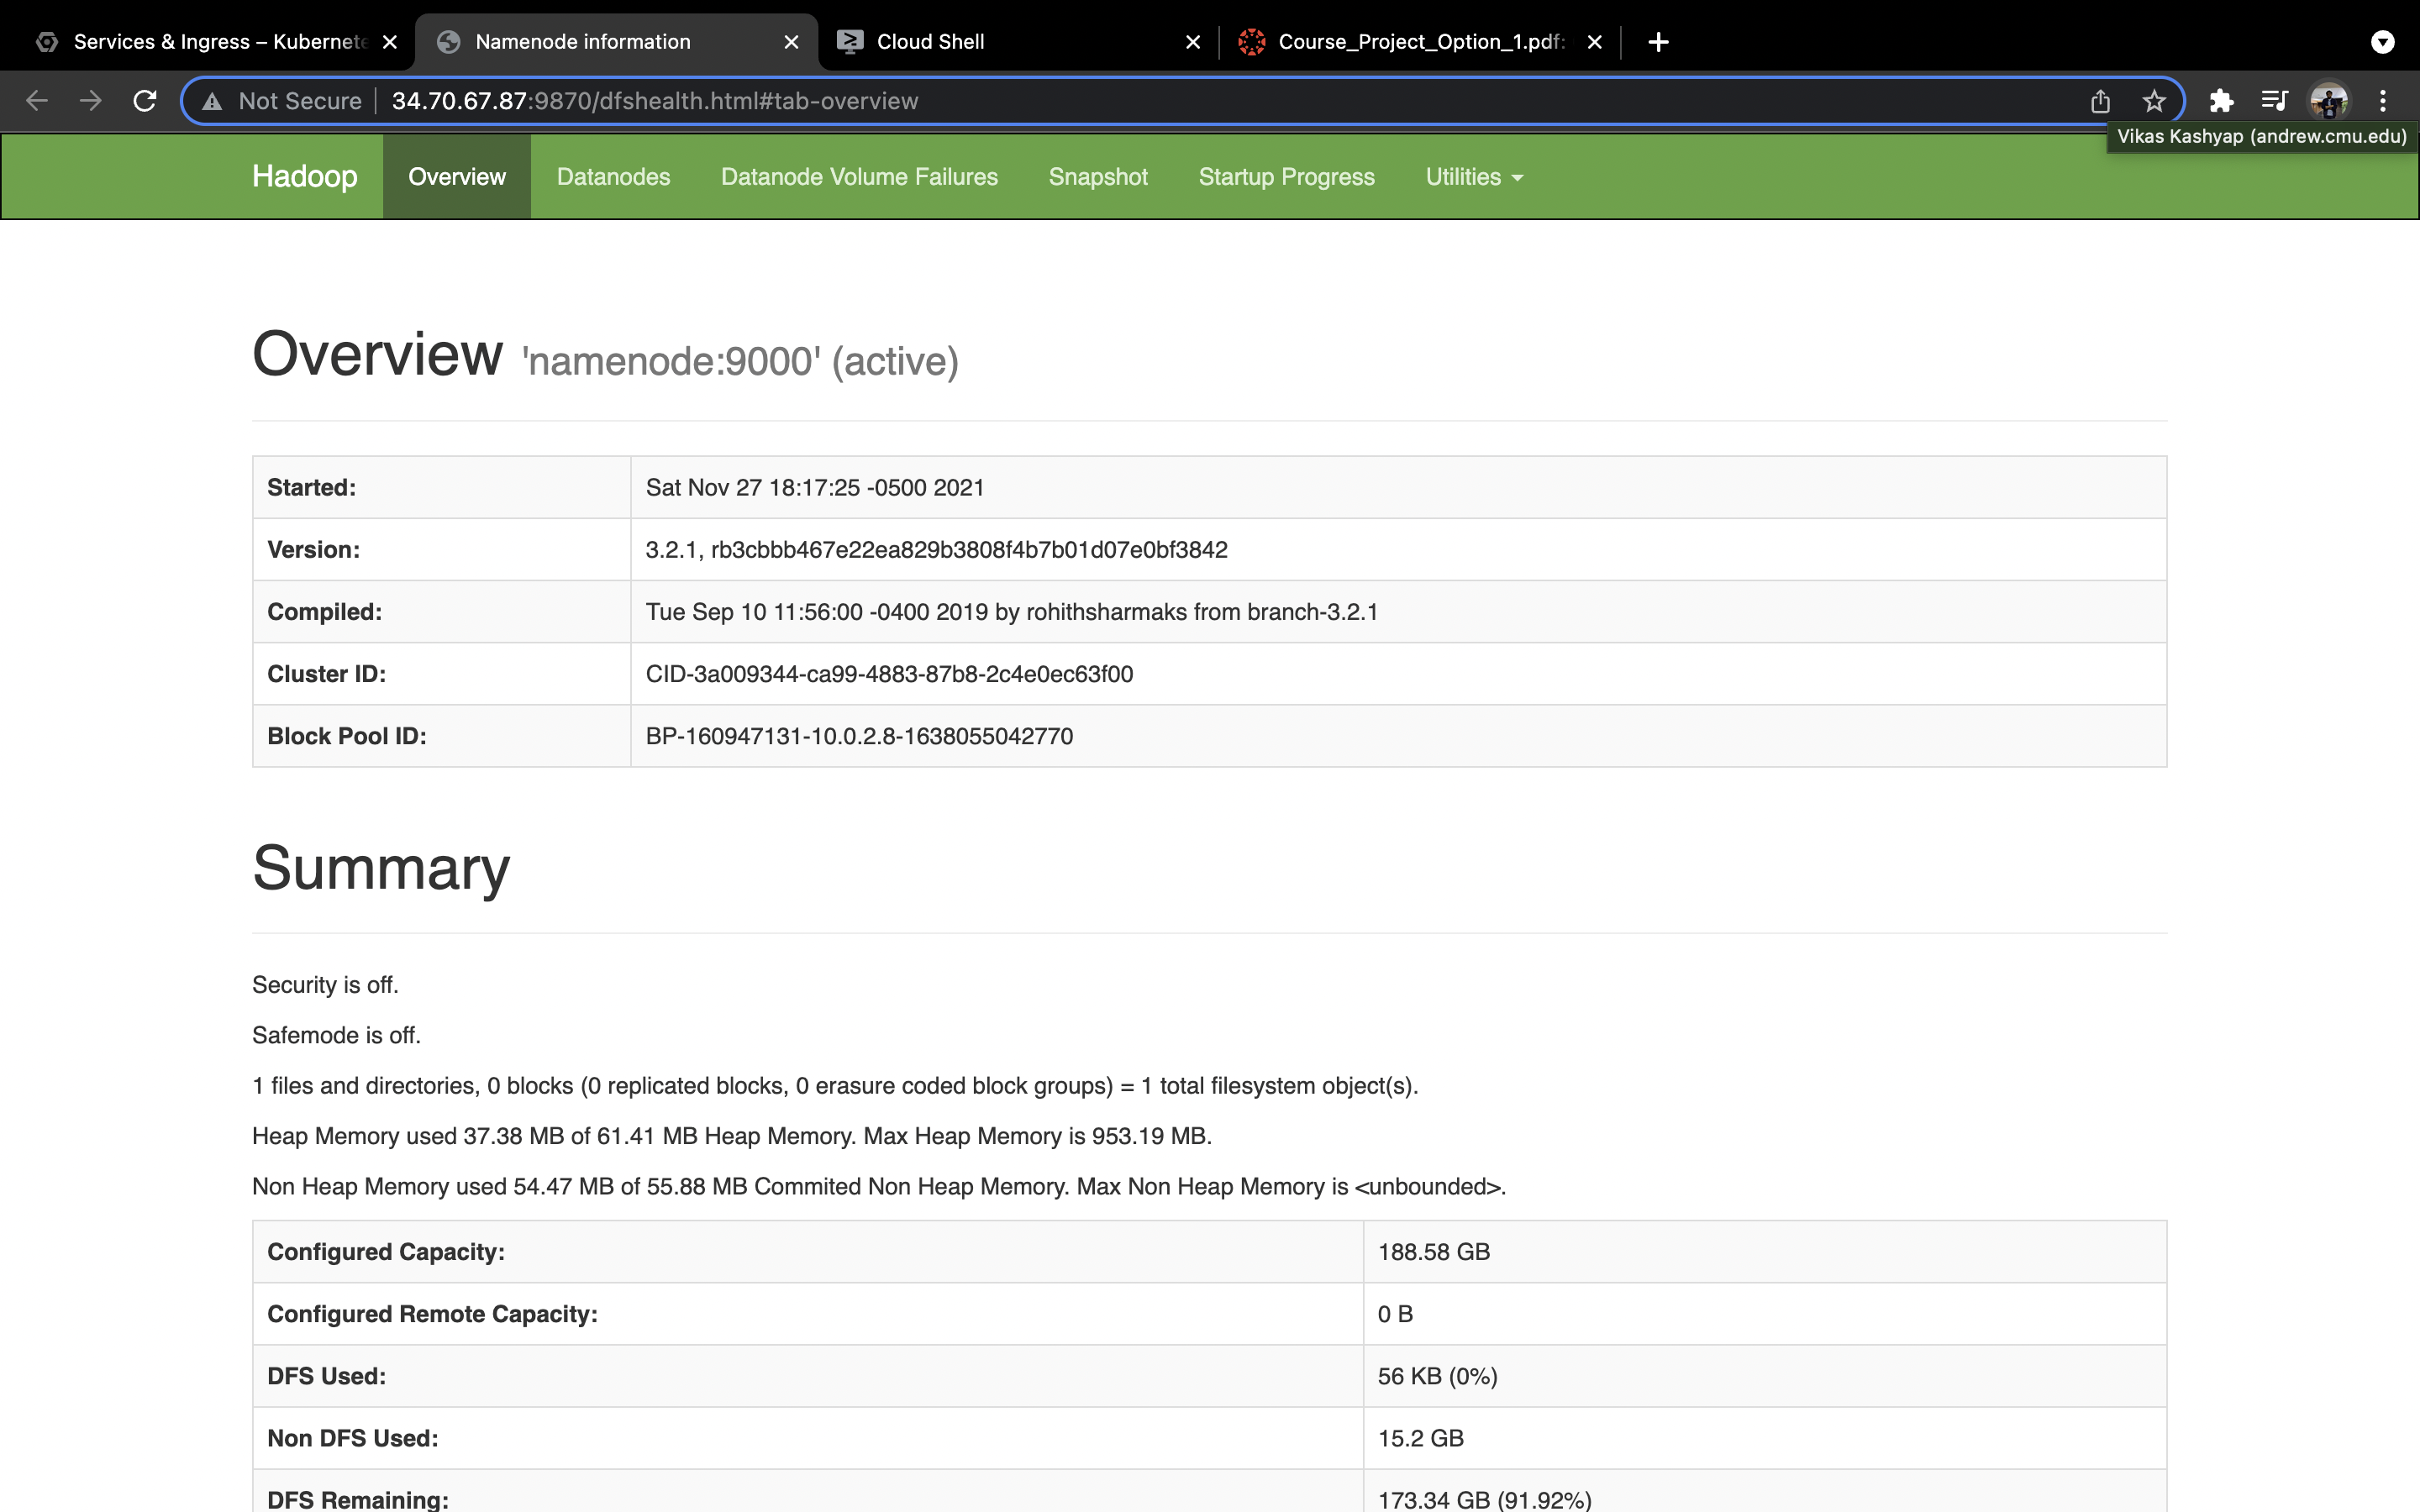 Services & Ingress – Kubernete
Namenode information
Cloud Shell
Course_Project_Option_1.pdf:
Not Secure 34.70.67.87:9870/dfshealth.html#tab-overview
Vikas Kashyap (andrew.cmu.edu)
Hadoop Overview Datanodes Datanode Volume Failures Snapshot Startup Progress Utilities
Overview 'namenode:9000' (active)
Started: Sat Nov 27 18:17:25 -0500 2021
Version: 3.2.1, rb3cbbb467e22ea829b3808f4b7b01d07e0bf3842
Compiled: Tue Sep 10 11:56:00 -0400 2019 by rohithsharmaks from branch-3.2.1
Cluster ID: CID-3a009344-ca99-4883-87b8-2c4e0ec63f00
Block Pool ID: BP-160947131-10.0.2.8-1638055042770
Summary
Security is off.
Safemode is off.
1 files and directories, 0 blocks (0 replicated blocks, 0 erasure coded block groups) = 1 total filesystem object(s).
Heap Memory used 37.38 MB of 61.41 MB Heap Memory. Max Heap Memory is 953.19 MB.
Non Heap Memory used 54.47 MB of 55.88 MB Commited Non Heap Memory. Max Non Heap Memory is <unbounded>.
Configured Capacity: 188.58 GB
Configured Remote Capacity: 0 B
DFS Used: 56 KB (0%)
Non DFS Used: 15.2 GB
DFS Remaining: 173.34 GB (91.92%)